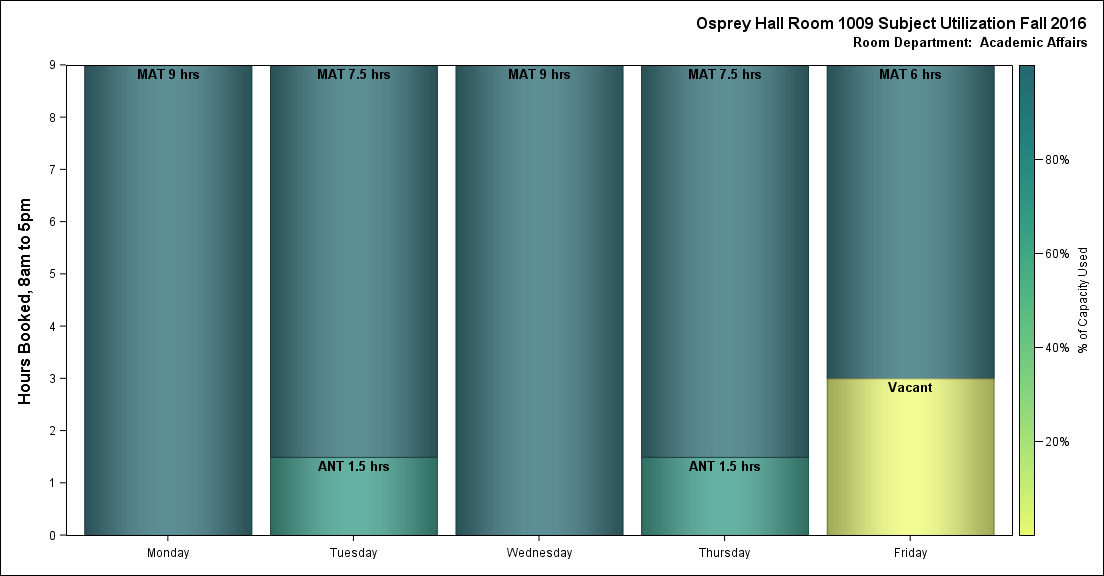 Osprey Hall Room 1009 Subject Utilization Fall 2016
Room Department:  Academic Affairs
Hours Booked, 8am to 5pm
9
8
7
6
5
4
3
2
1
0
MAT 9 hrs
MAT 7.5 hrs
MAT 9 hrs
MAT 7.5 hrs
MAT 6 hrs
Vacant
ANT 1.5 hrs
ANT 1.5 hrs
Monday
Tuesday
Wednesday
Thursday
Friday
80%
60%
40%
20%
% of Capacity Used